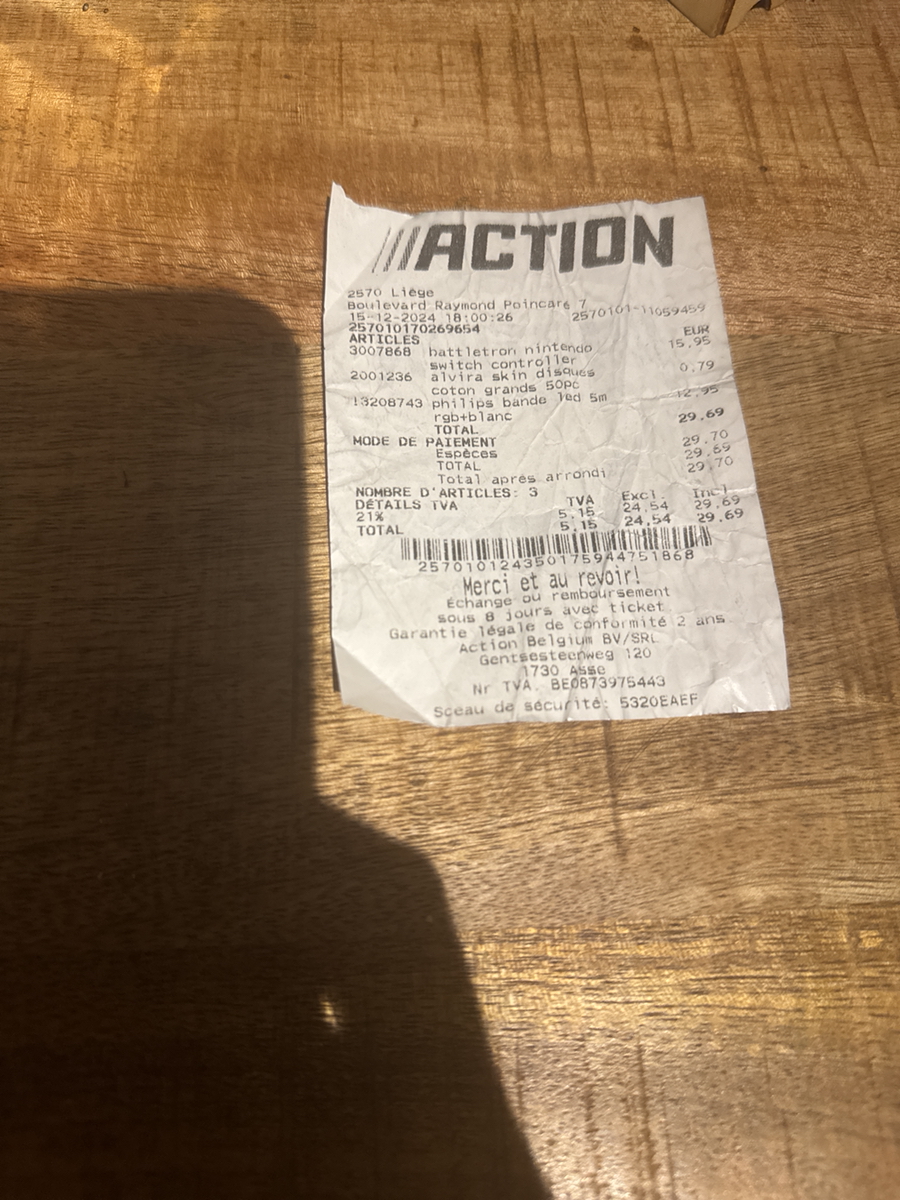 ACTION
2570 Liège
Boulevard Raymond Poincaré 7
15-12-2024 18:00:26 2570101-11059459
257010170269654 EUR
ARTICLES
3007868 battletron nintendo 15.95
switch controller
2001236 alvira skin disques 0.79
coton grands 50pc
13208743 philips bande led 5m 12.95
rgb+blanc
TOTAL 29.69
MODE DE PAIEMENT
Espèces 29.70
TOTAL 29.69
Total après arrondi 29.70
NOMBRE D'ARTICLES: 3
DÉTAILS TVA TVA Excl. Incl.
21% 5.15 24.54 29.69
TOTAL 5.15 24.54 29.69
257010124350175944751868
Merci et au revoir!
Échange ou remboursement
sous 8 jours avec ticket
Garantie légale de conformité 2 ans
Action Belgium BV/SRL
Gentsesteenweg 120
1730 Asse
Nr TVA. BE0873975443
Sceau de sécurité: 5320EAEF